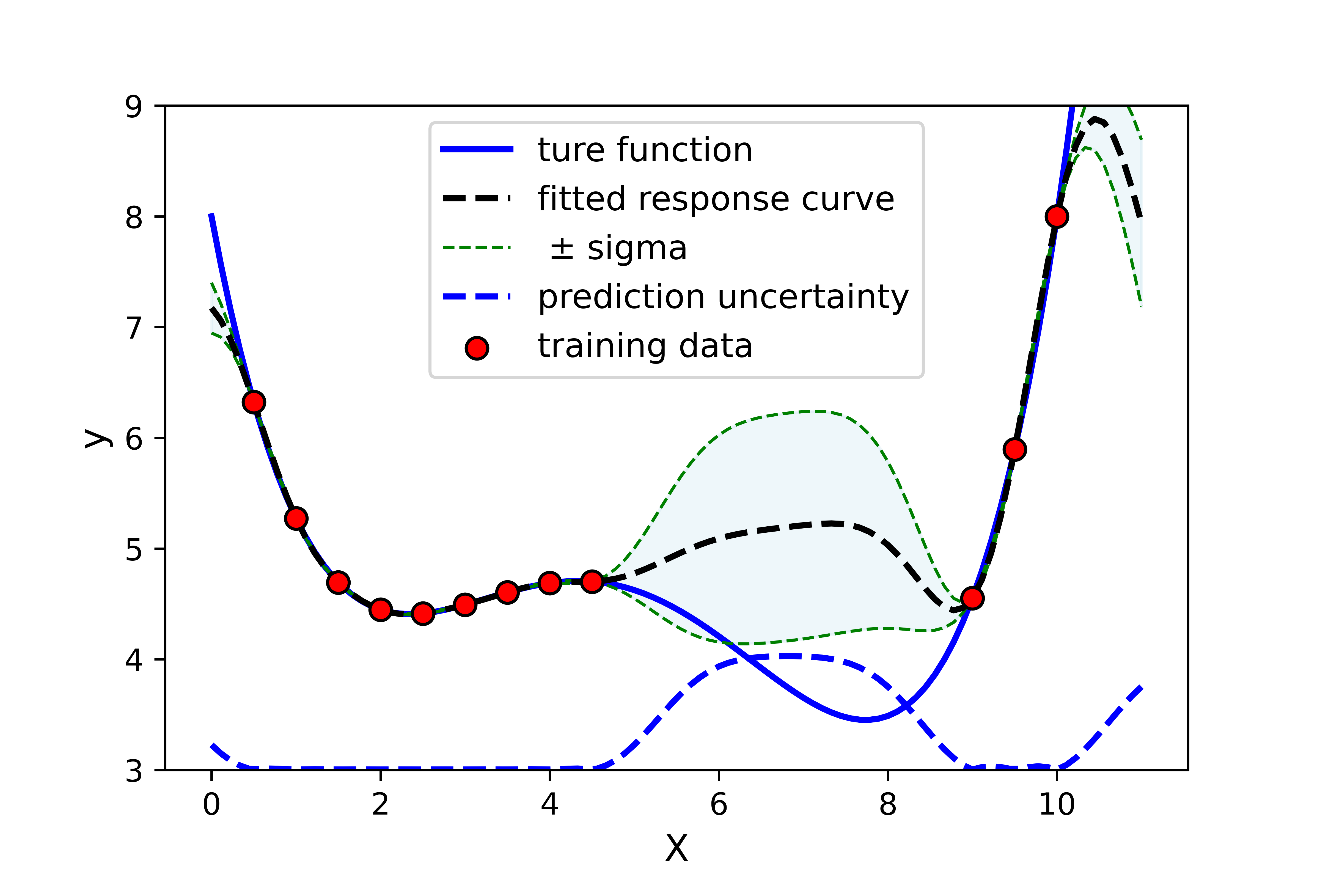 9
8
7
6
5
4
3
y
ture function
fitted response curve
± sigma
prediction uncertainty
training data
0 2 4 6 8 10
X